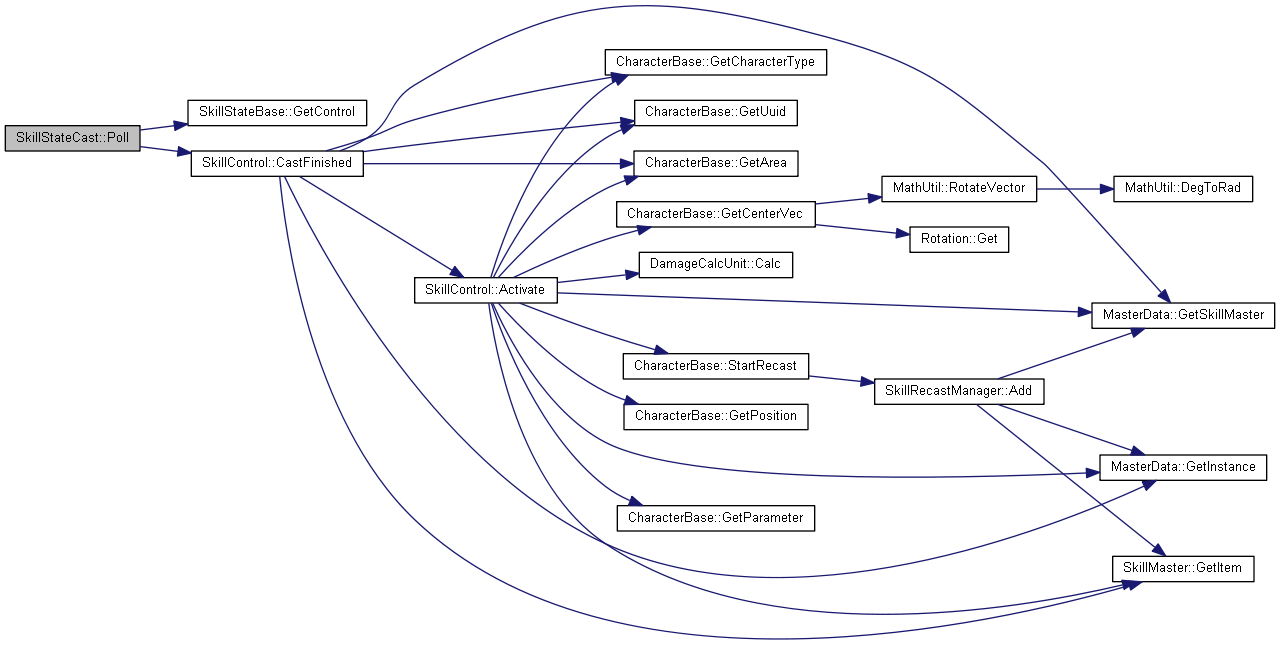 CharacterBase::GetCharacterType
SkillStateBase::GetControl
CharacterBase::GetUuid
SkillStateCast::Poll
SkillControl::CastFinished
CharacterBase::GetArea
MathUtil::RotateVector
MathUtil::DegToRad
CharacterBase::GetCenterVec
Rotation::Get
DamageCalcUnit::Calc
SkillControl::Activate
MasterData::GetSkillMaster
CharacterBase::StartRecast
SkillRecastManager::Add
CharacterBase::GetPosition
MasterData::GetInstance
CharacterBase::GetParameter
SkillMaster::GetItem